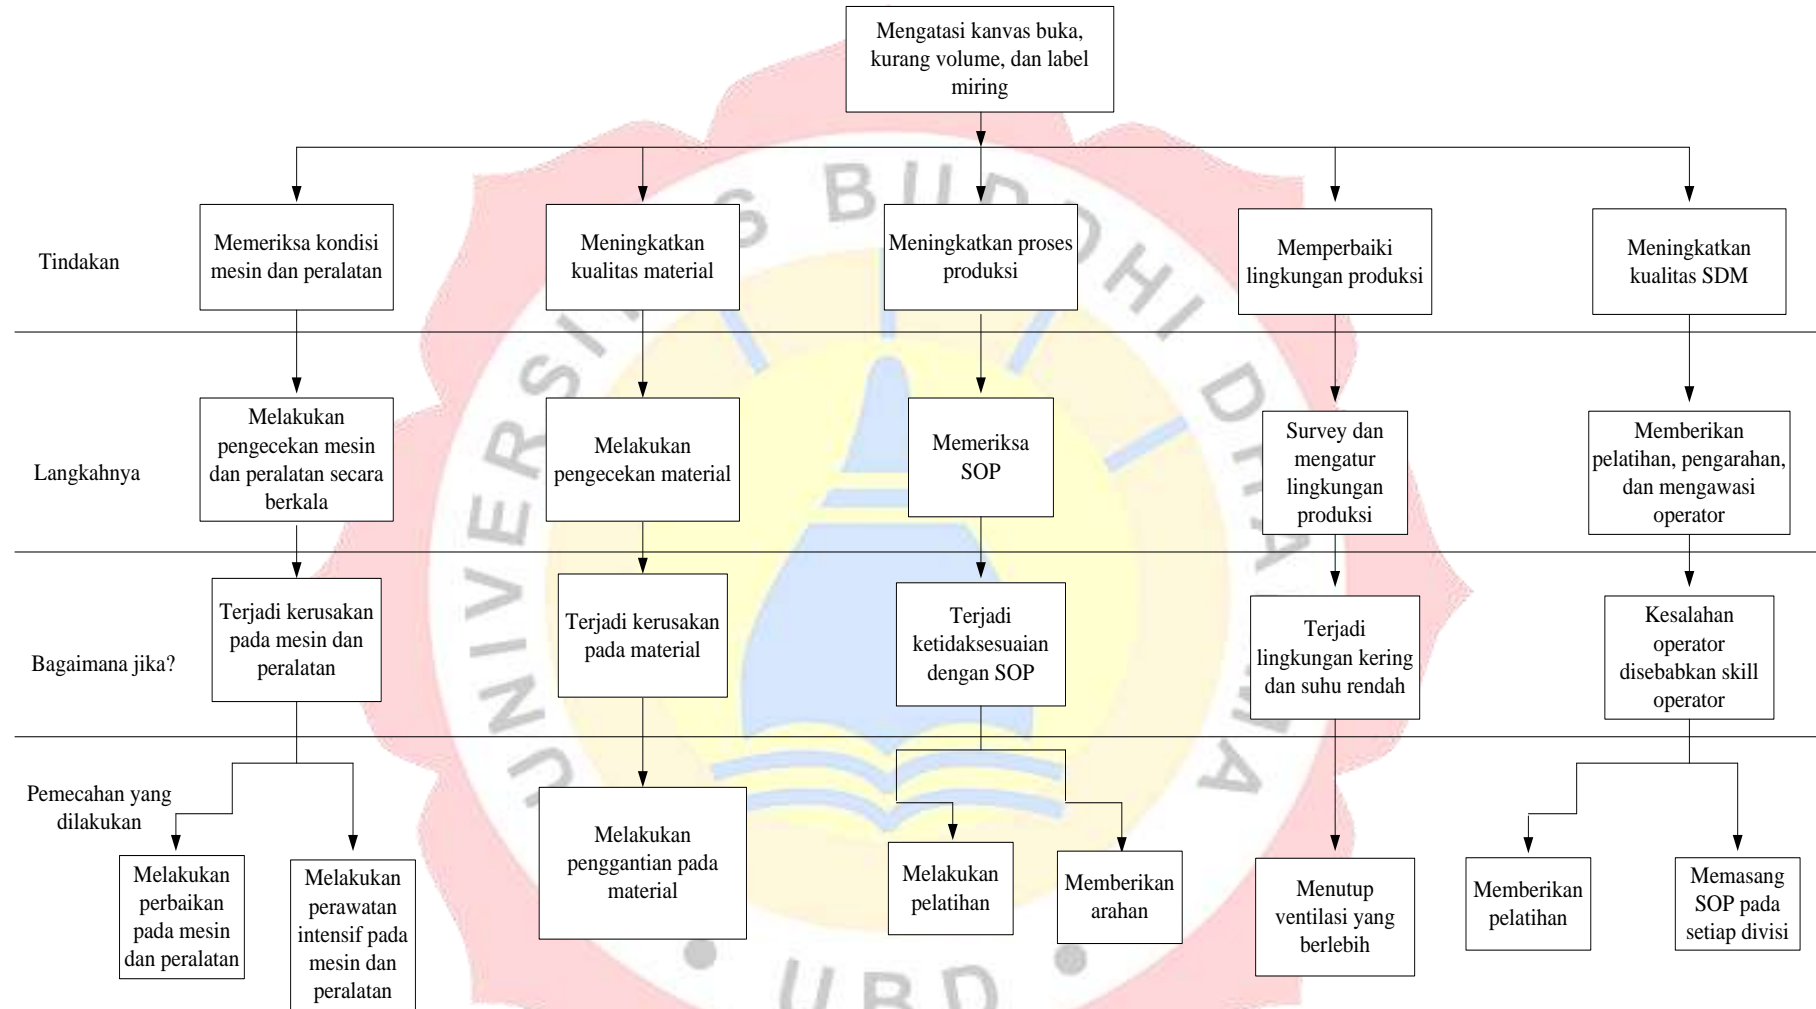 Mengatasi kanvas buka,
kurang volume, dan label
miring
Tindakan
Memeriksa kondisi
mesin dan peralatan
Meningkatkan
kualitas material
Meningkatkan proses
produksi
Memperbaiki
lingkungan produksi
Meningkatkan
kualitas SDM
Langkahnya
Melakukan
pengecekan mesin
dan peralatan secara
berkala
Melakukan
pengecekan material
Memeriksa
SOP
Survey dan
mengatur
lingkungan
produksi
Memberikan
pelatihan, pengarahan,
dan mengawasi
operator
Bagaimana jika?
Terjadi kerusakan
pada mesin dan
peralatan
Terjadi kerusakan
pada material
Terjadi
ketidaksesuaian
dengan SOP
Terjadi
lingkungan kering
dan suhu rendah
Kesalahan
operator
disebabkan skill
operator
Pemecahan yang
dilakukan
Melakukan
perbaikan
pada mesin
dan peralatan
Melakukan
perawatan
intensif pada
mesin dan
peralatan
Melakukan
penggantian pada
material
Melakukan
pelatihan
Memberikan
arahan
Menutup
ventilasi yang
berlebih
Memberikan
pelatihan
Memasang
SOP pada
setiap divisi
UNIVERSITAS BUDDHI DHARMA
UBD